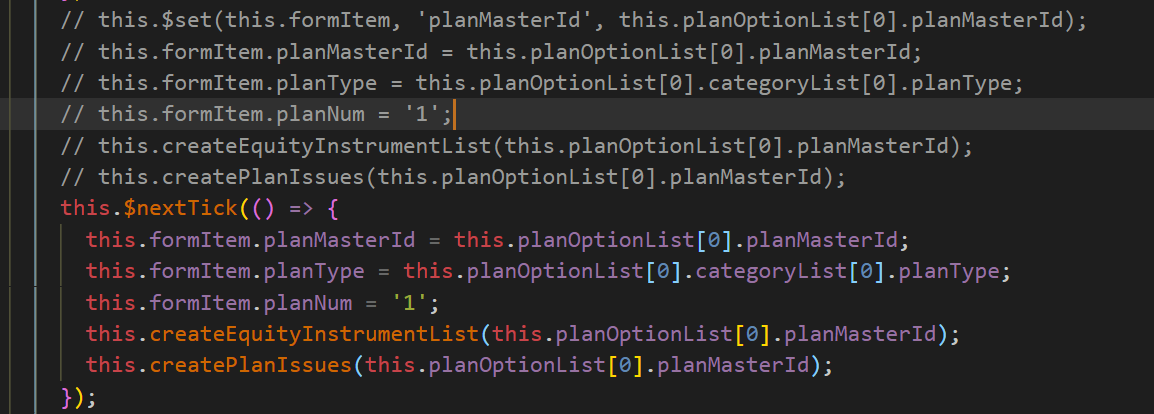 // this.$set(this.formItem, 'planMasterId', this.planOptionList[0].planMasterId);
// this.formItem.planMasterId = this.planOptionList[0].planMasterId;
// this.formItem.planType = this.planOptionList[0].categoryList[0].planType;
// this.formItem.planNum = '1';
// this.createEquityInstrumentList(this.planOptionList[0].planMasterId);
// this.createPlanIssues(this.planOptionList[0].planMasterId);
this.$nextTick(() => {
this.formItem.planMasterId = this.planOptionList[0].planMasterId;
this.formItem.planType = this.planOptionList[0].categoryList[0].planType;
this.formItem.planNum = '1';
this.createEquityInstrumentList(this.planOptionList[0].planMasterId);
this.createPlanIssues(this.planOptionList[0].planMasterId);
});